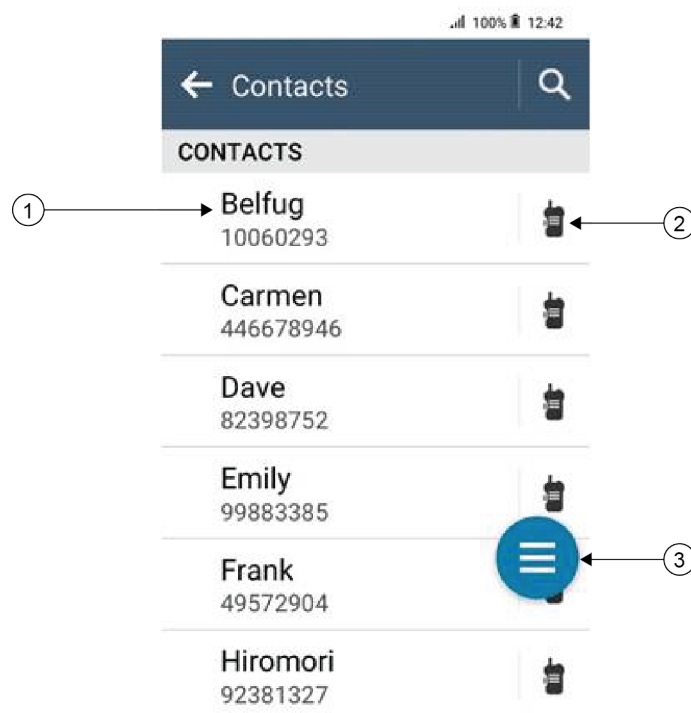 100% 12:42
Contacts
CONTACTS
1
Belfug
10060293
2
Carmen
446678946
Dave
82398752
Emily
99883385
3
Frank
49572904
Hiromori
92381327